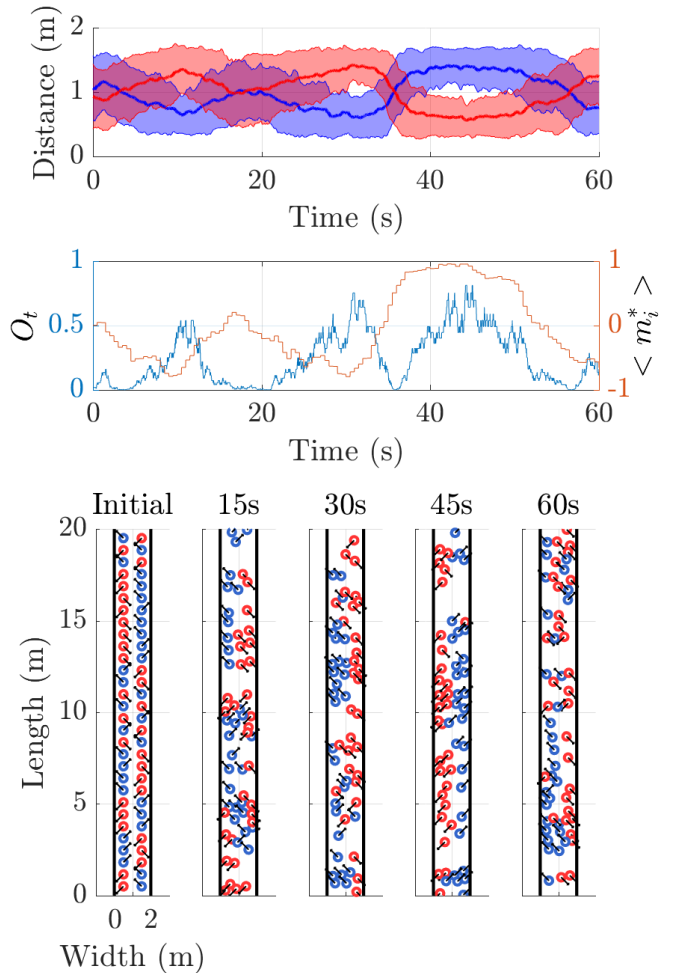 Distance (m)
2
1
0
0 20 40 60
Time (s)
O_t
1
0.5
0
1
0
-1
< m_i^* >
0 20 40 60
Time (s)
Initial 15s 30s 45s 60s
Length (m)
20
15
10
5
0
0 2
Width (m)